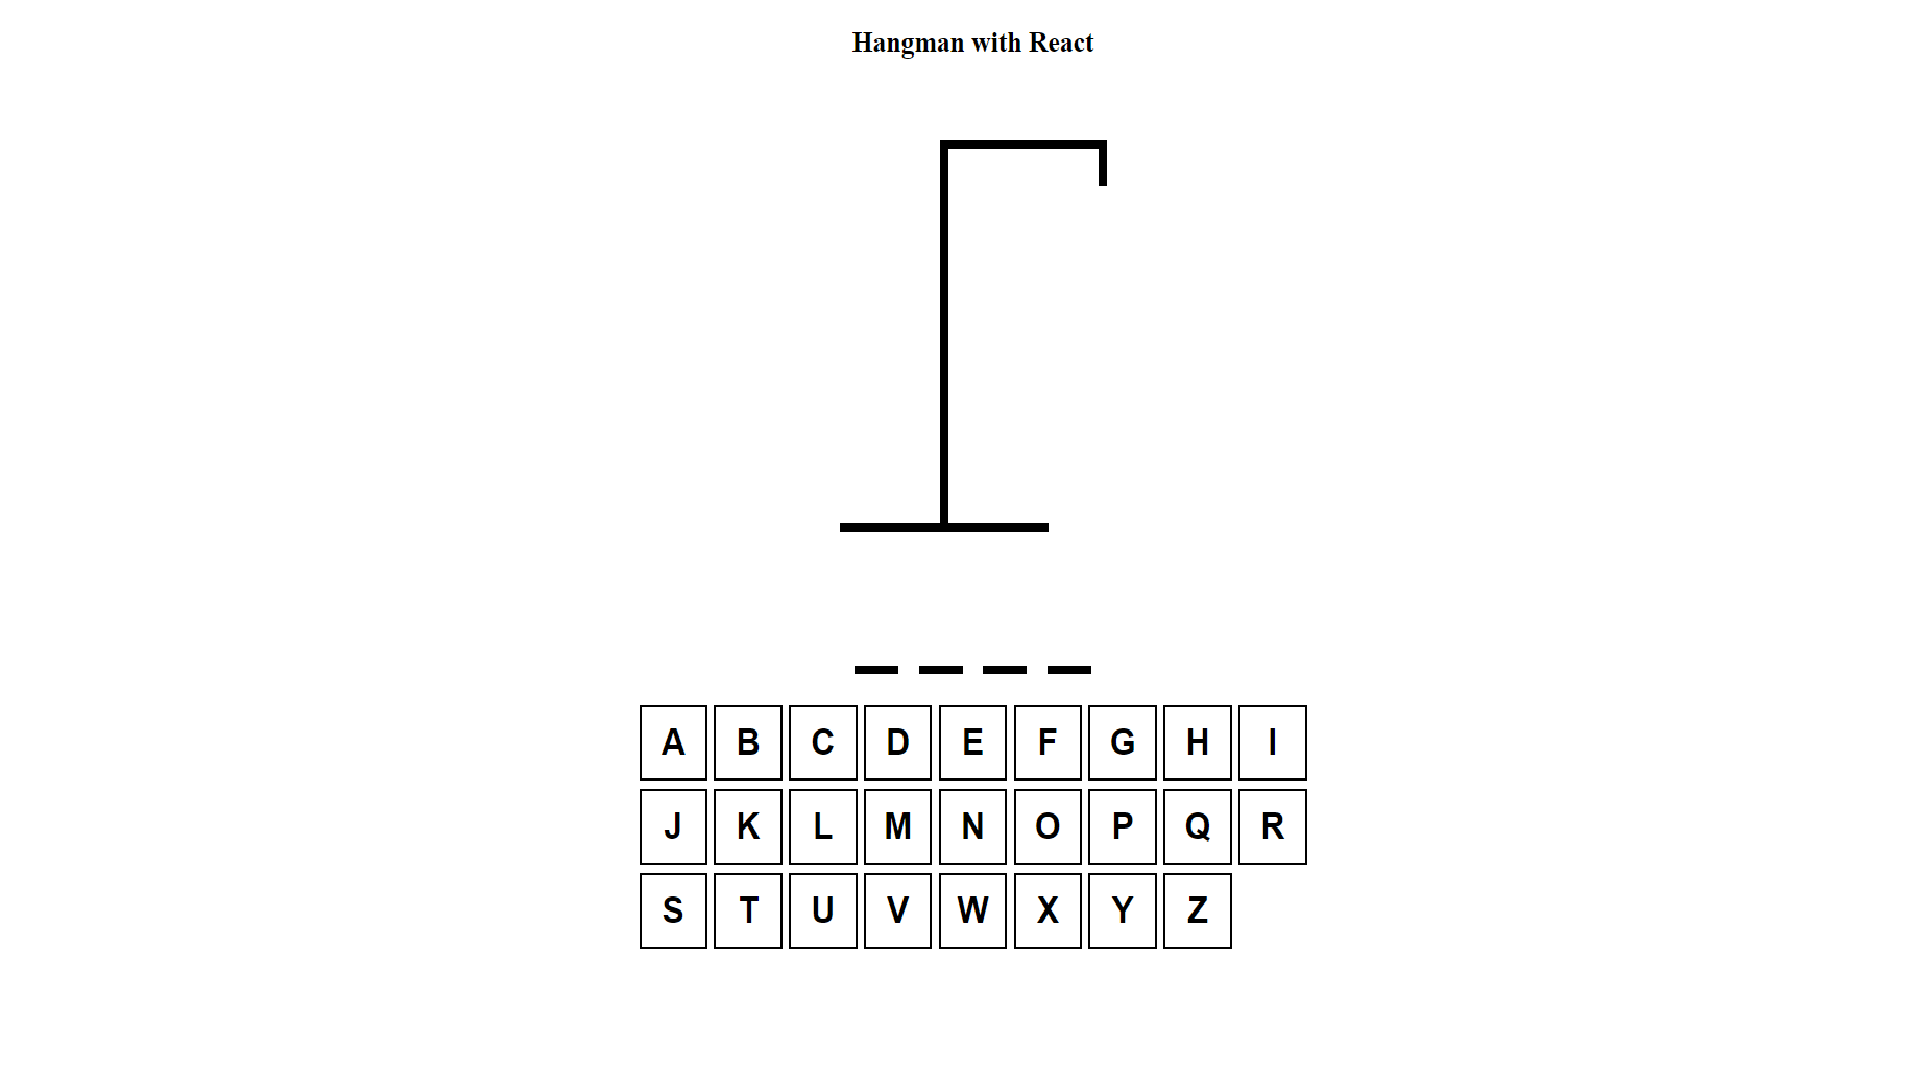 Hangman with React
A B C D E F G H I
J K L M N O P Q R
S T U V W X Y Z